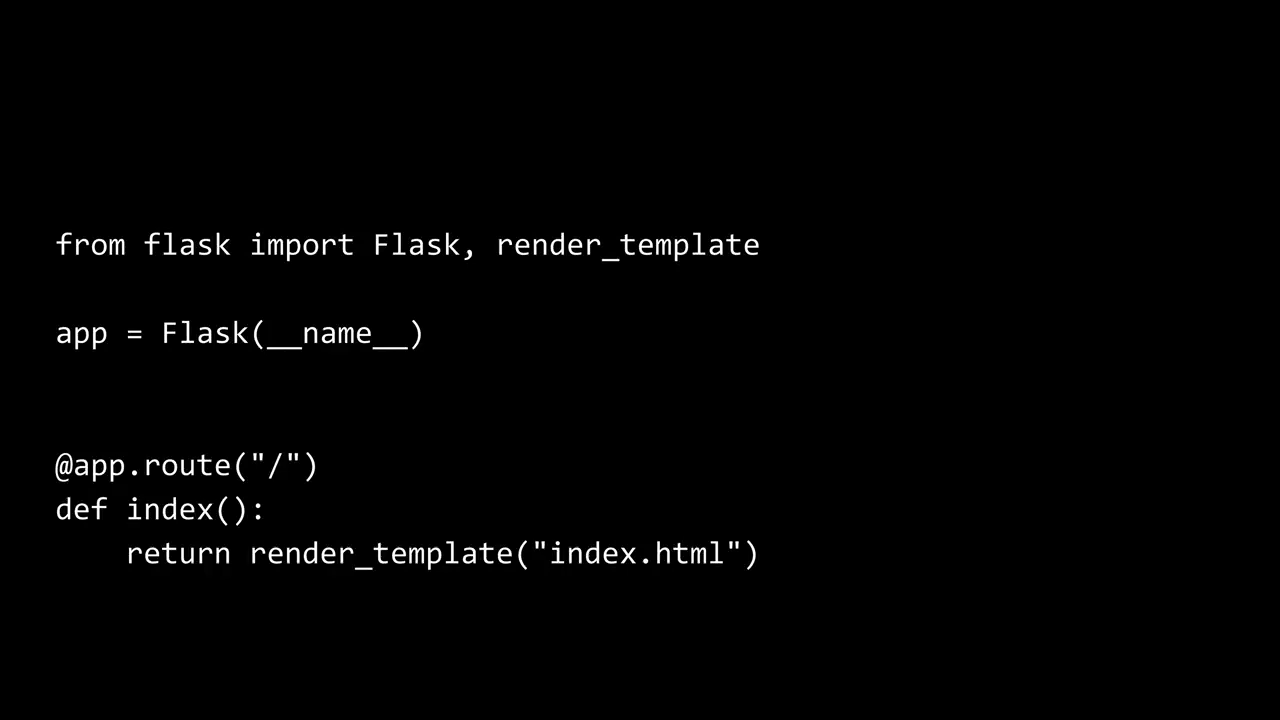 from flask import Flask, render_template
app = Flask(__name__)
@app.route("/")
def index():
    return render_template("index.html")